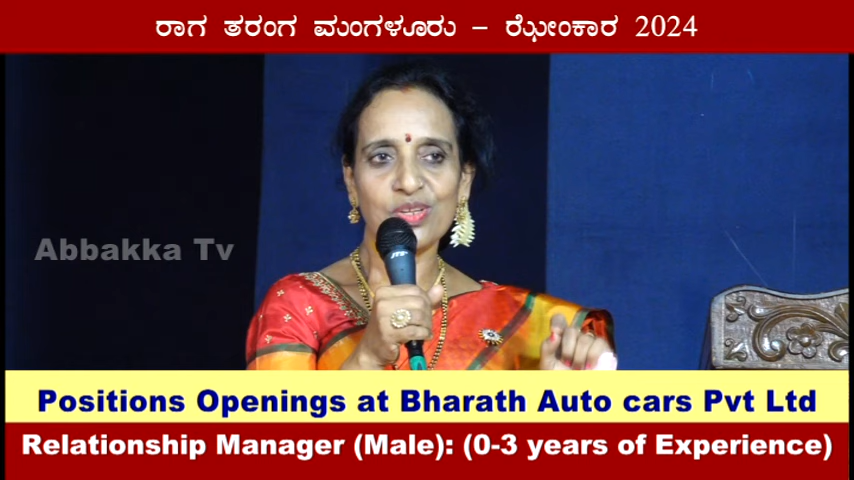 ರಾಗ ತರಂಗ ಮಂಗಳೂರು – ಝೇಂಕಾರ 2024
Abbakka Tv
JTS
Positions Openings at Bharath Auto cars Pvt Ltd
Relationship Manager (Male): (0-3 years of Experience)